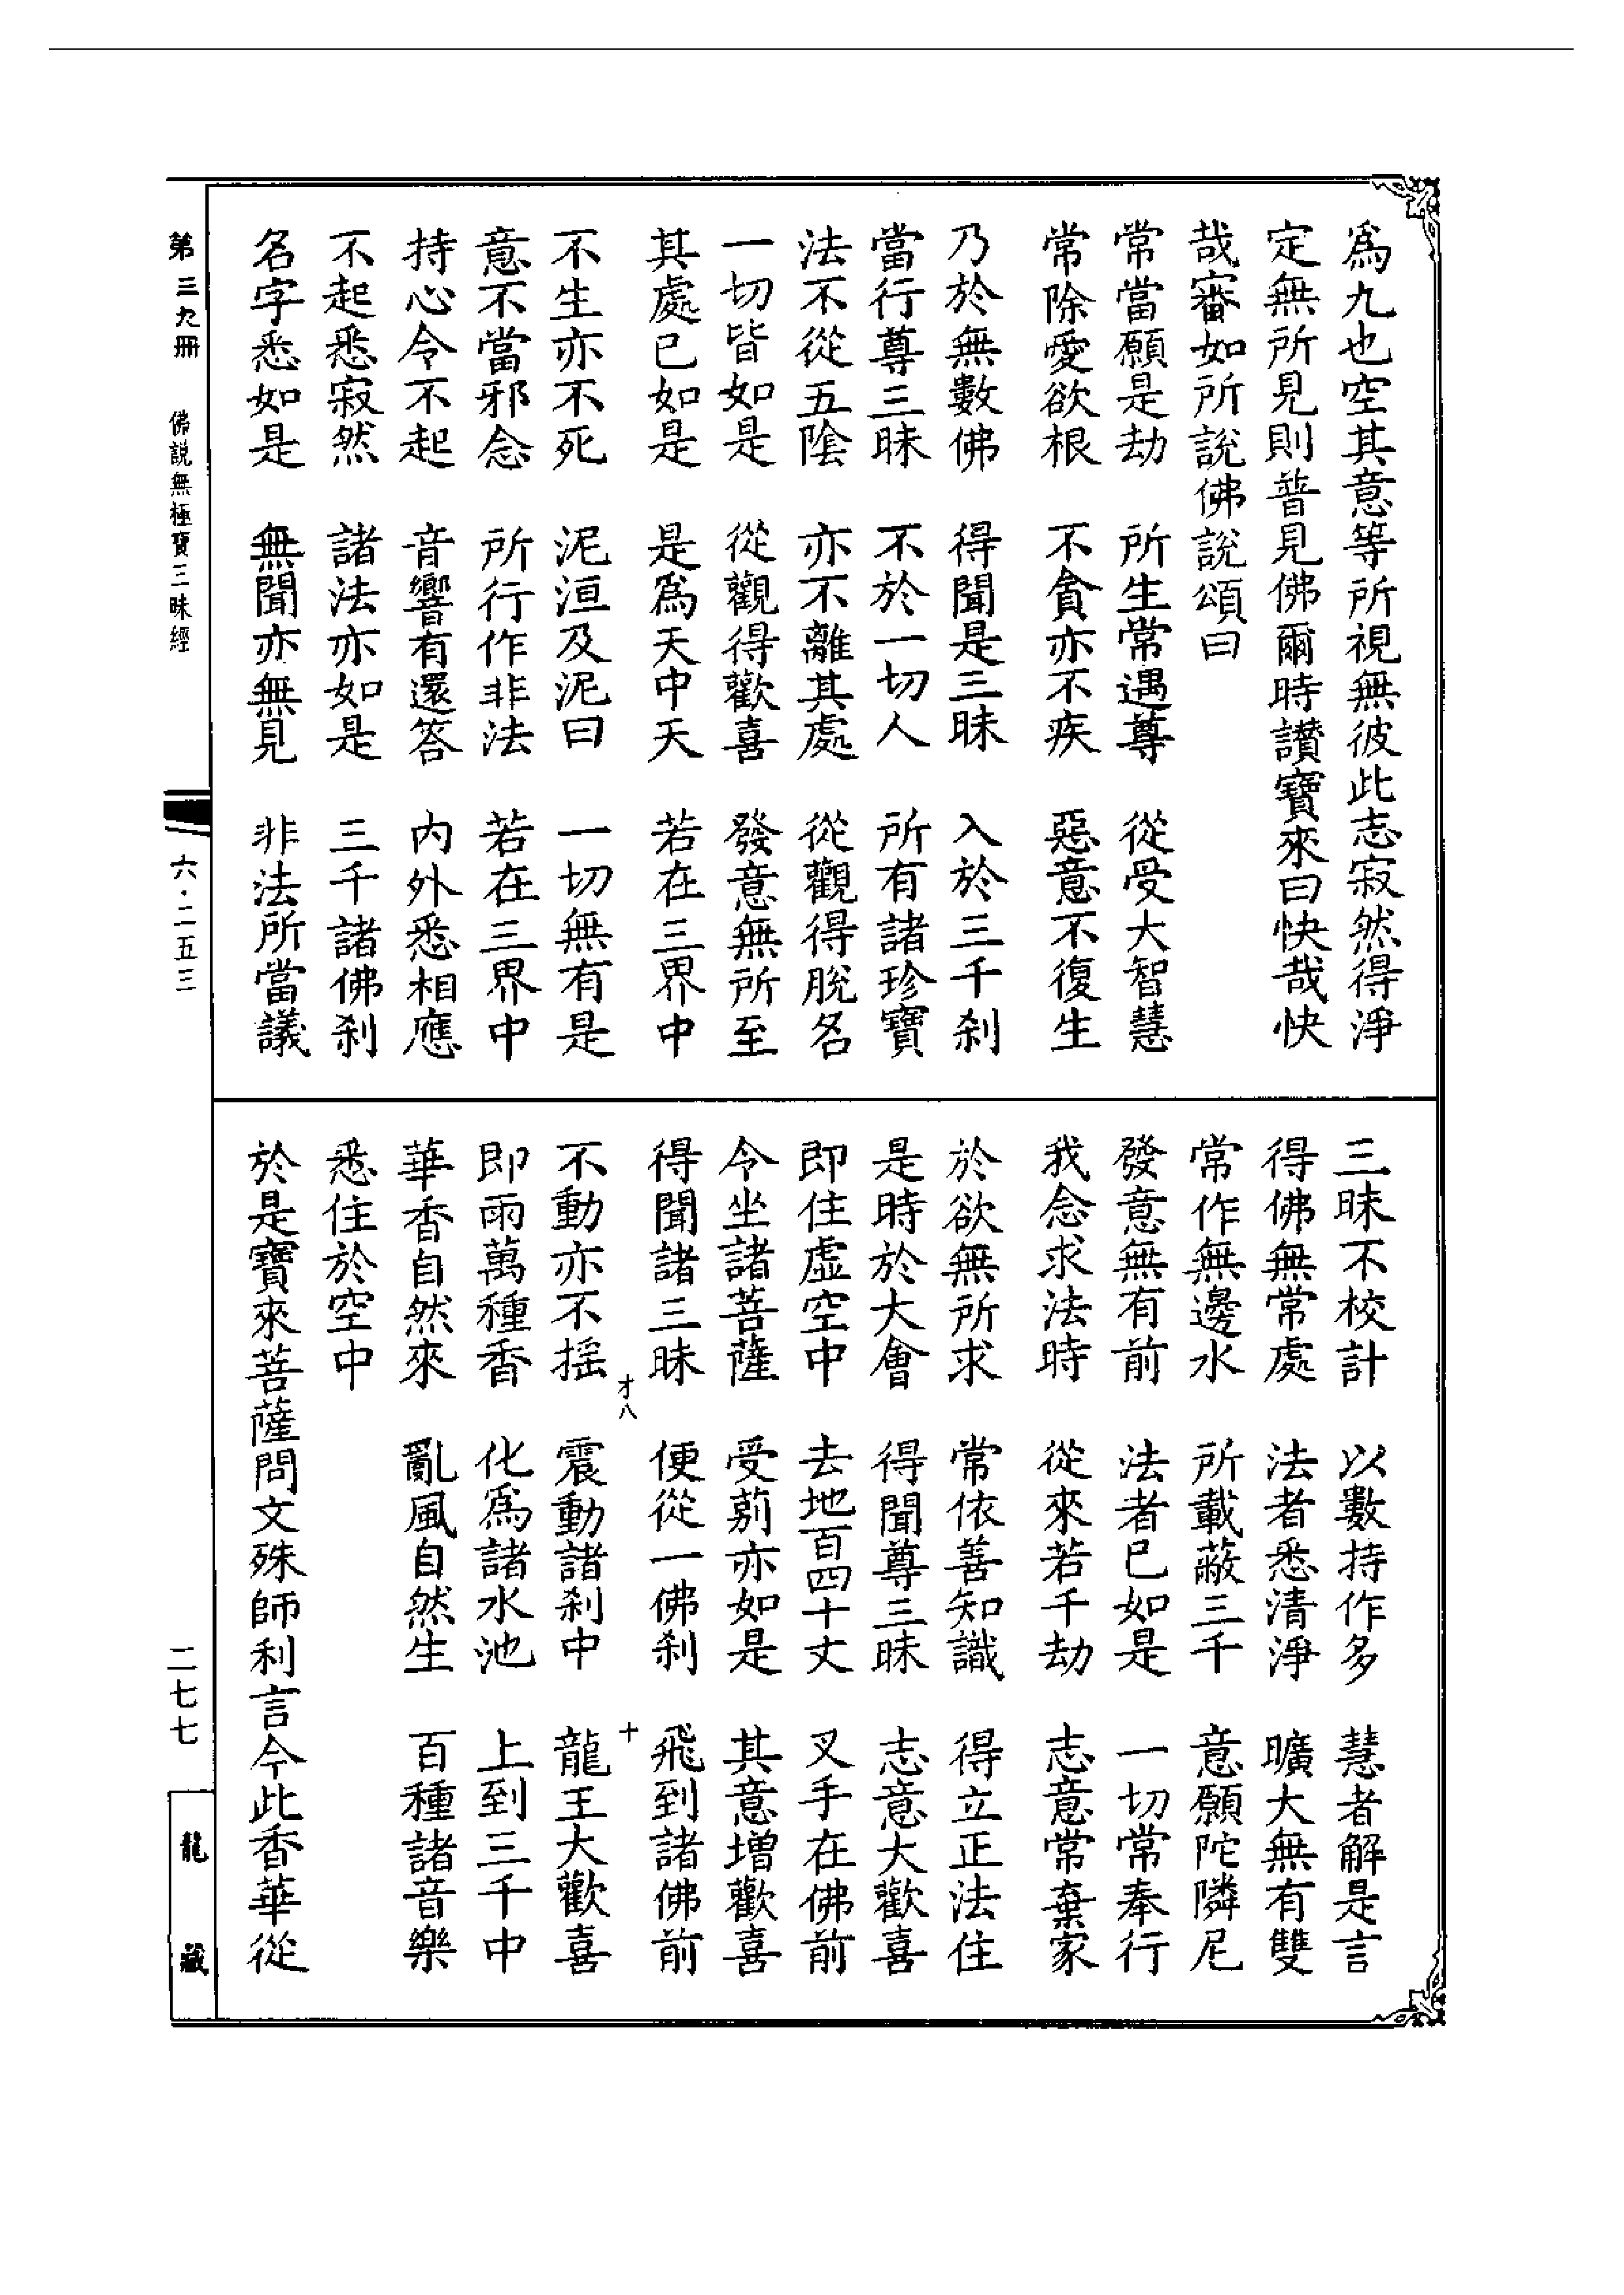 為九也空其意等所視無彼此志寂然得淨
定無所見則普見佛爾時讚寶來曰快哉快
哉審如所說佛說頌曰
常當願是劫　所生常遇尊　從受大智慧
常除愛欲根　不貪亦不疾　惡意不復生
乃於無數佛　得聞是三昧　入於三千剎
當行尊三昧　不於一切人　所有諸珍寶
法不從五陰　亦不離其處　從觀得脫名
一切皆如是　從觀得歡喜　發意無所至
其處已如是　是為天中天　若在三界中
不生亦不死　泥洹及泥曰　一切無有是
意不當邪念　所行作非法　若在三界中
持心令不起　音響有還答　內外悉相應
不起悉寂然　諸法亦如是　三千諸佛剎
名字悉如是　無聞亦無見　非法所當議
三昧不校計　以數持作多　慧者解是言
得佛無常處　法者悉清淨　曠大無有雙
常作無邊水　所載蔽三千　意願陀隣尼
發意無有前　法者已如是　一切常奉行
我念求法時　從來若千劫　志意常棄家
於欲無所求　常依善知識　得立正法住
是時於大會　得聞尊三昧　志意大歡喜
即住虛空中　去地百四十丈　叉手在佛前
令坐諸菩薩　受莂亦如是　其意增歡喜
得聞諸三昧　便從一佛剎　飛到諸佛前
才八　十
不動亦不搖　震動諸剎中　龍王大歡喜
即雨萬種香　化為諸水池　上到三千中
華香自然來　亂風自然生　百種諸音樂
悉住於空中
於是寶來菩薩問文殊師利言今此香華從
第三九冊　佛說無極寶三昧經
六·二五三
二七七
龍藏